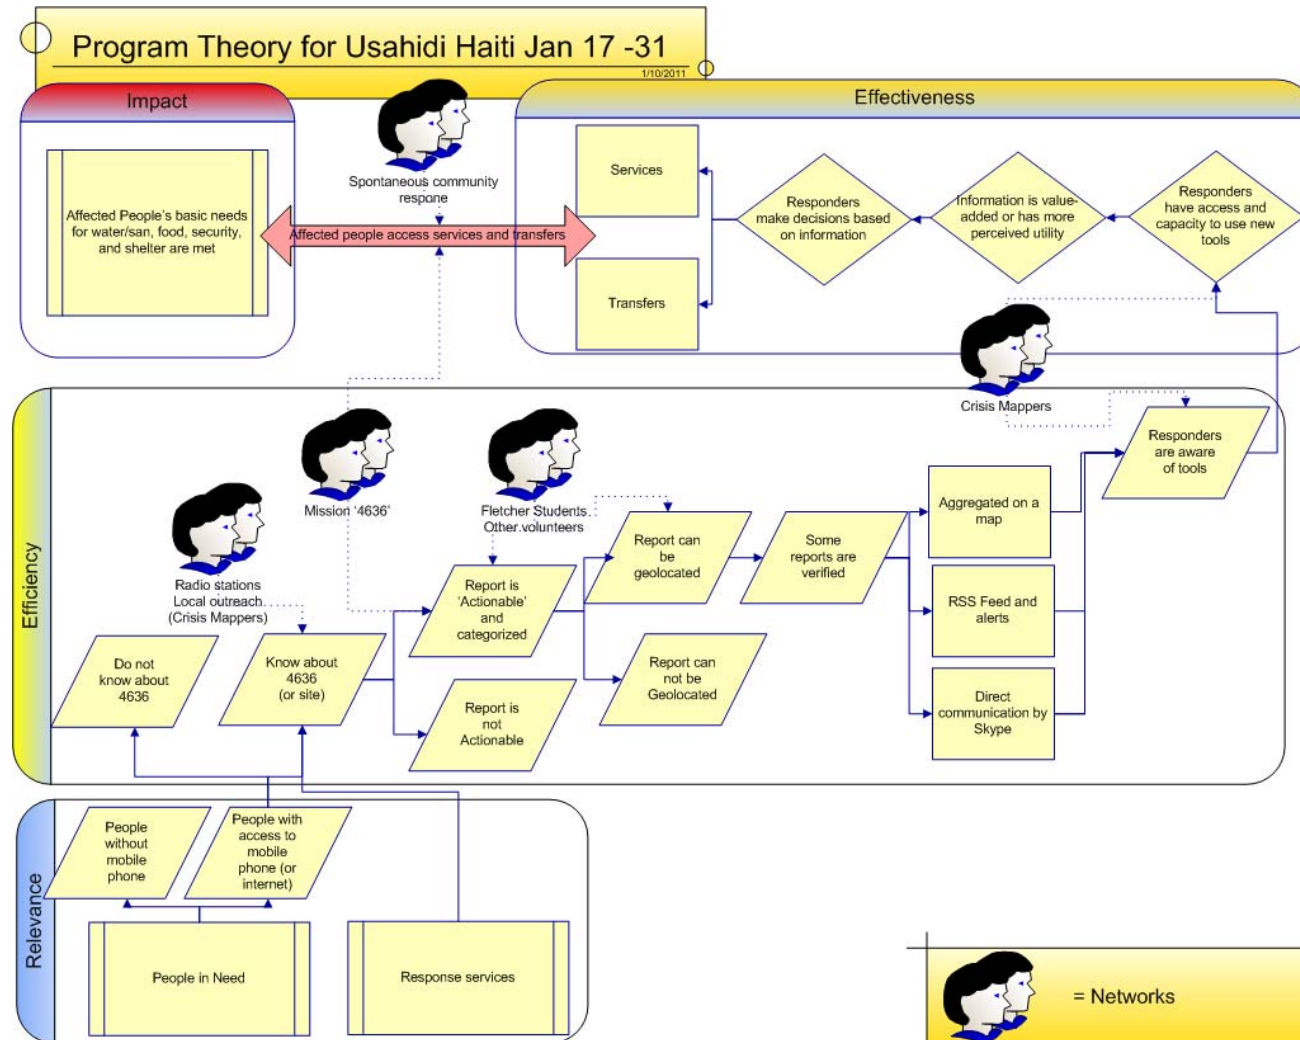 Program Theory for Usahidi Haiti Jan 17 -31
1/10/2011
Impact
Effectiveness
Affected People's basic needs
for water/san, food, security,
and shelter are met
Spontaneous community
respone
Affected people access services and transfers
Services
Transfers
Responders
make decisions based
on information
Information is value-
added or has more
perceived utility
Responders
have access and
capacity to use new
tools
Crisis Mappers
Efficiency
Radio stations
Local outreach
(Crisis Mappers)
Mission '4636'
Fletcher Students
Other volunteers
Do not
know about
4636
Know about
4636
(or site)
Report is
'Actionable'
and
categorized
Report is
not
Actionable
Report can
be
geolocated
Report can
not be
Geolocated
Some
reports are
verified
Aggregated on a
map
RSS Feed and
alerts
Direct
communication by
Skype
Responders
are aware
of tools
Relevance
People
without
mobile
phone
People with
access to
mobile
phone (or
internet)
People in Need
Response services
= Networks